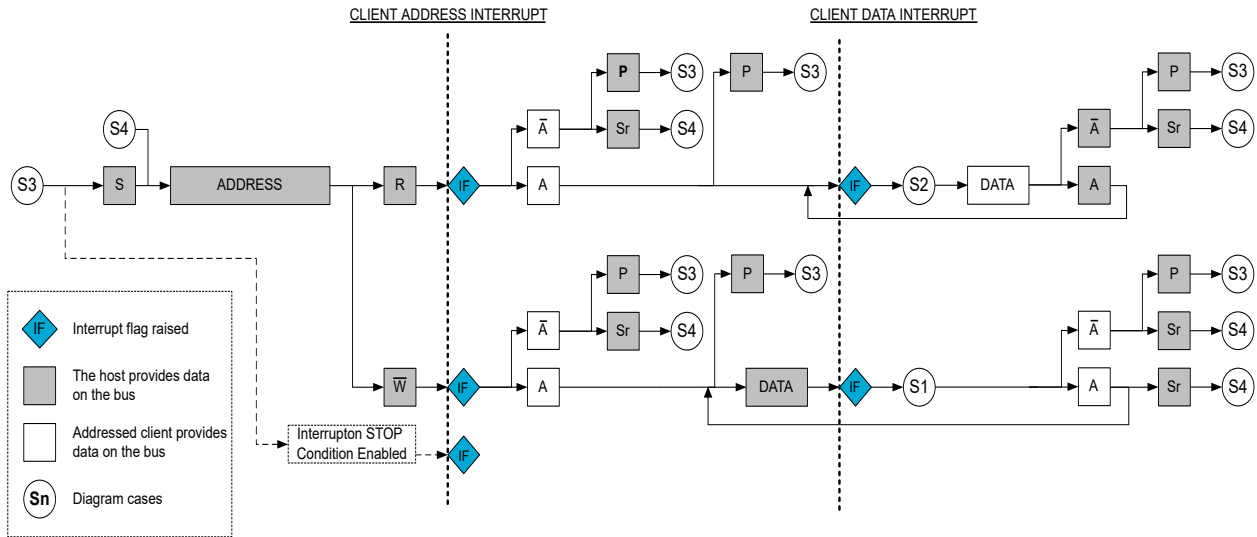 CLIENT ADDRESS INTERRUPT
CLIENT DATA INTERRUPT
P S3 P S3 P S3
S4 A̅ Sr S4 A̅ Sr S4
S3 S ADDRESS R IF A IF S2 DATA A
P S3 P S3 P S3
A̅ Sr S4 A̅ Sr S4
W̅ IF A DATA IF S1 A Sr S4
Interrupton STOP
Condition Enabled
IF
IF Interrupt flag raised
The host provides data
on the bus
Addressed client provides
data on the bus
Sn Diagram cases